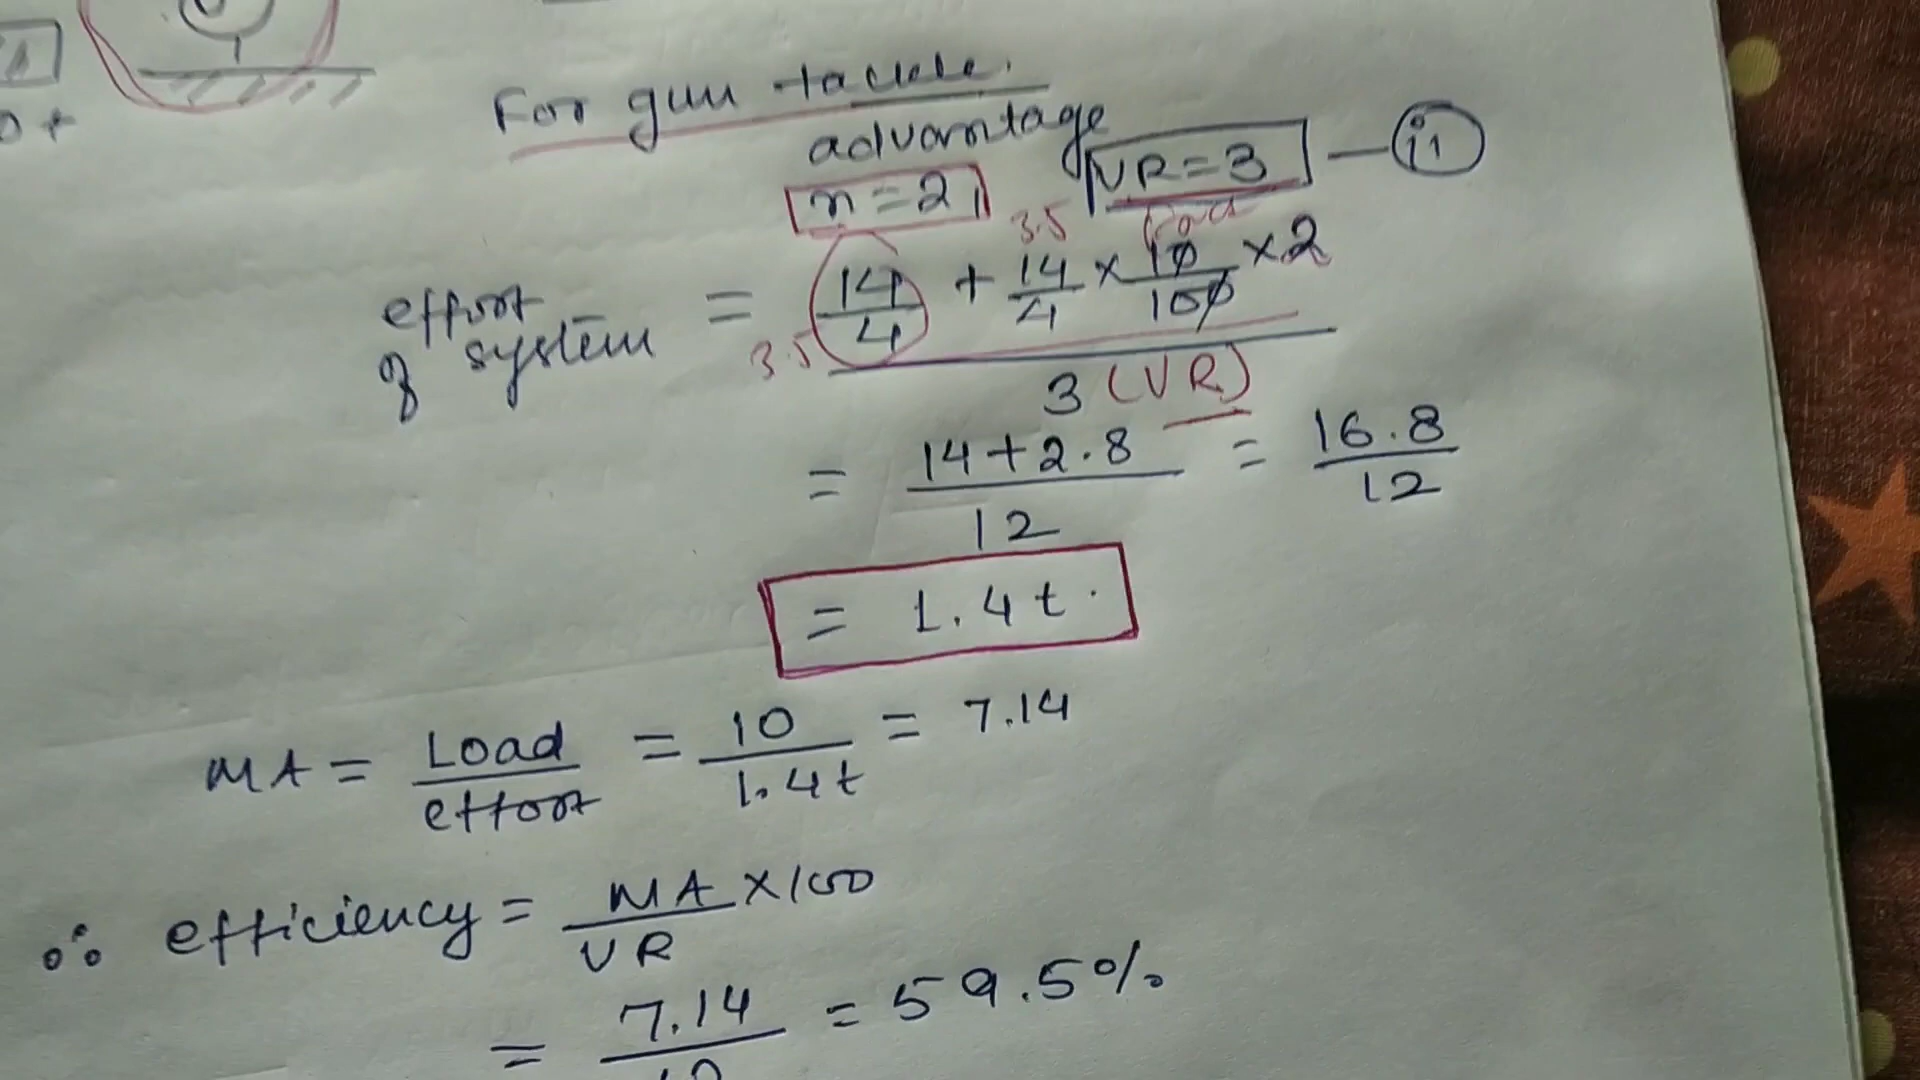 For gun tackle.
advantage
n = 2, VR = 3 — ii
3.5
effort of system = 14/4 + 14/4 × 10/100 × 2
3.5
3 (VR)
= 14+2.8/12 = 16.8/12
= 1.4t.
MA = Load/effort = 10/1.4t = 7.14
∴ efficiency = MA/VR × 100
= 7.14/ = 59.5%